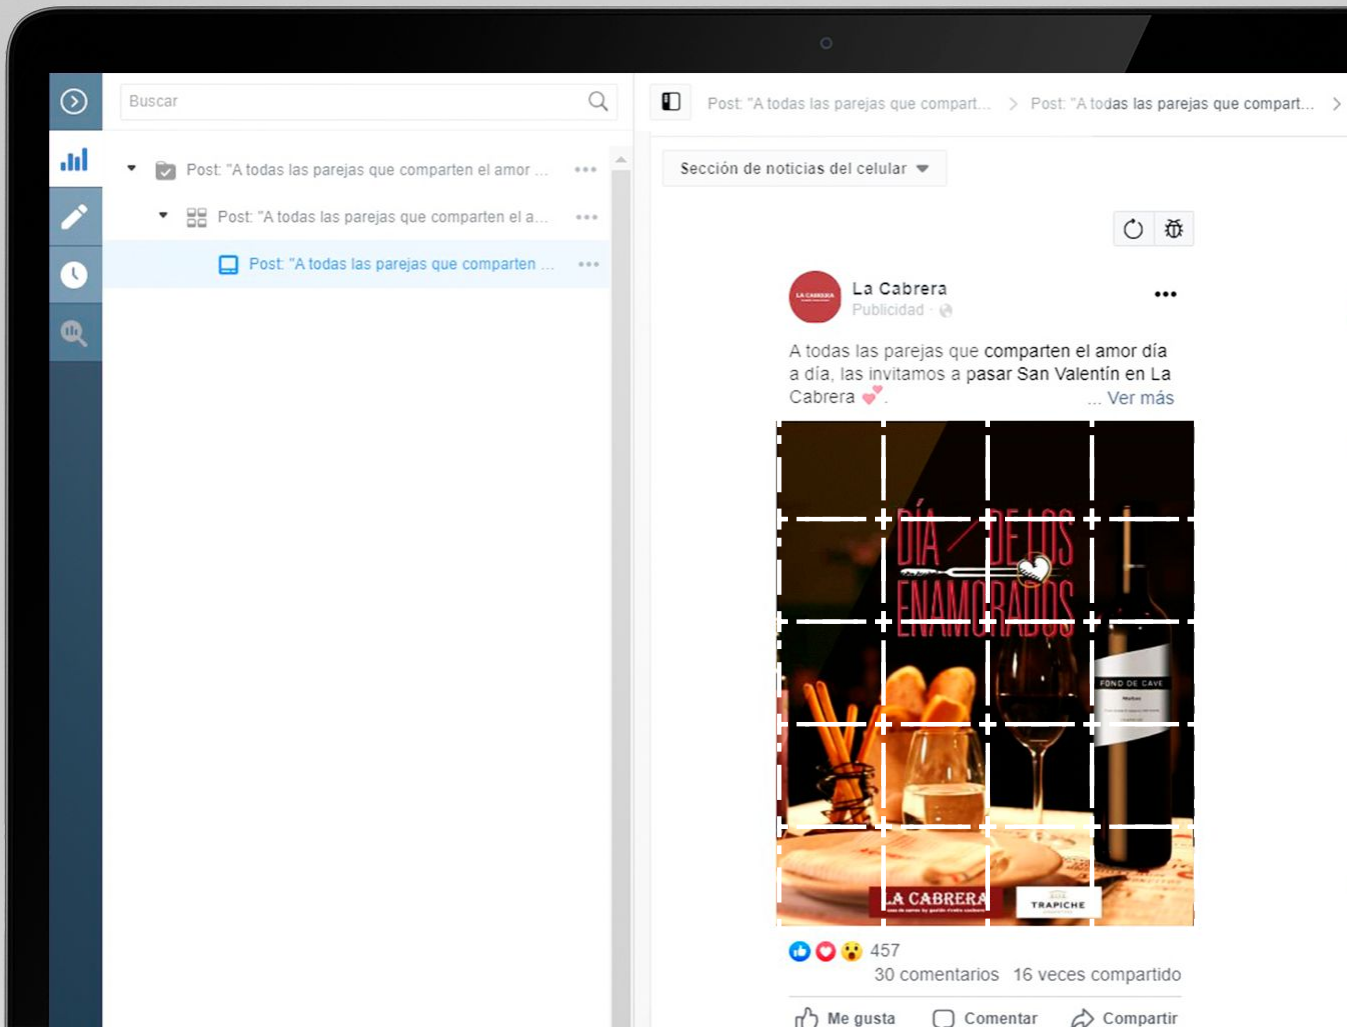 Buscar
Post: "A todas las parejas que compart...
Post: "A todas las parejas que compart...
Post: "A todas las parejas que comparten el amor ...
Post: "A todas las parejas que comparten el a...
Post: "A todas las parejas que comparten ...
Sección de noticias del celular
LA CABRERA
La Cabrera
Publicidad ·
A todas las parejas que comparten el amor día
a día, las invitamos a pasar San Valentín en La
Cabrera 💕.
... Ver más
DÍA DE LOS
ENAMORADOS
FOND DE CAVE
Malbec
LA CABRERA
TRAPICHE
457
30 comentarios 16 veces compartido
Me gusta Comentar Compartir